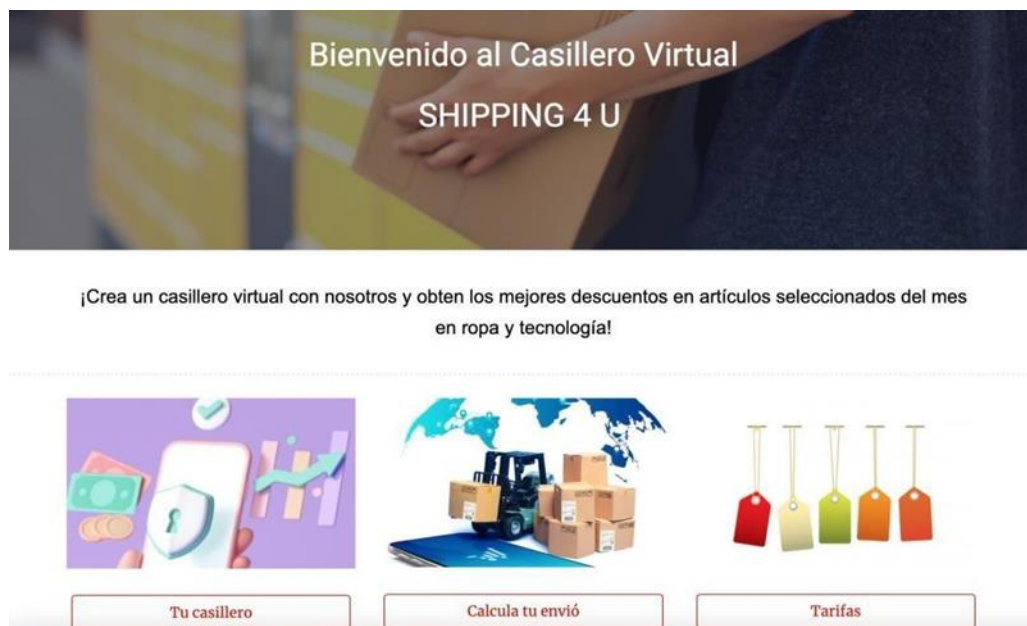 Bienvenido al Casillero Virtual
SHIPPING 4 U
¡Crea un casillero virtual con nosotros y obten los mejores descuentos en artículos seleccionados del mes
en ropa y tecnología!
Tu casillero
Calcula tu envió
Tarifas